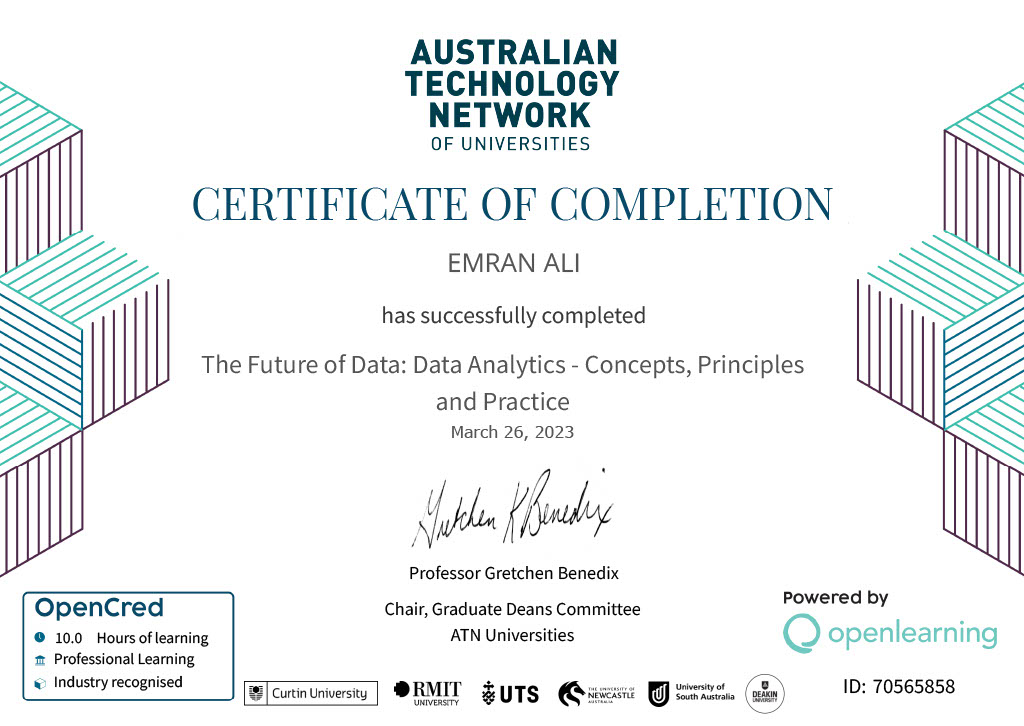 AUSTRALIAN
TECHNOLOGY
NETWORK
OF UNIVERSITIES
CERTIFICATE OF COMPLETION
EMRAN ALI
has successfully completed
The Future of Data: Data Analytics - Concepts, Principles
and Practice
March 26, 2023
Gretchen K Benedix
Professor Gretchen Benedix
Chair, Graduate Deans Committee
ATN Universities
OpenCred
10.0 Hours of learning
Professional Learning
Industry recognised
Powered by
openlearning
ID: 70565858
Curtin University
RMIT
UNIVERSITY
UTS
THE UNIVERSITY OF
NEWCASTLE
AUSTRALIA
University of
South Australia
DEAKIN
UNIVERSITY